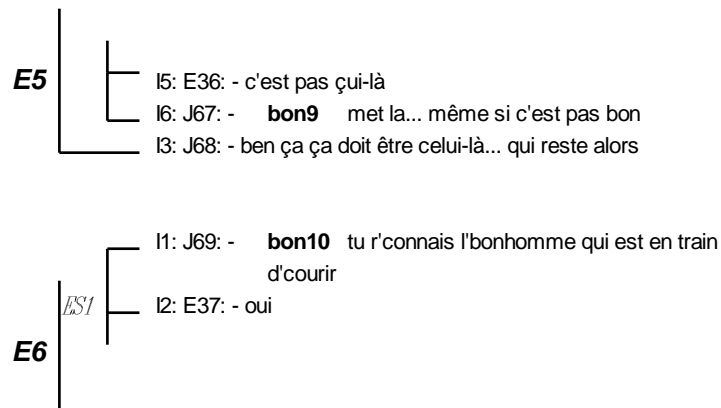 E5
I5: E36: - c'est pas çui-là
I6: J67: - bon9 met la... même si c'est pas bon
I3: J68: - ben ça ça doit être celui-là... qui reste alors
I1: J69: - bon10 tu r'connais l'bonhomme qui est en train
d'courir
ES1
I2: E37: - oui
E6